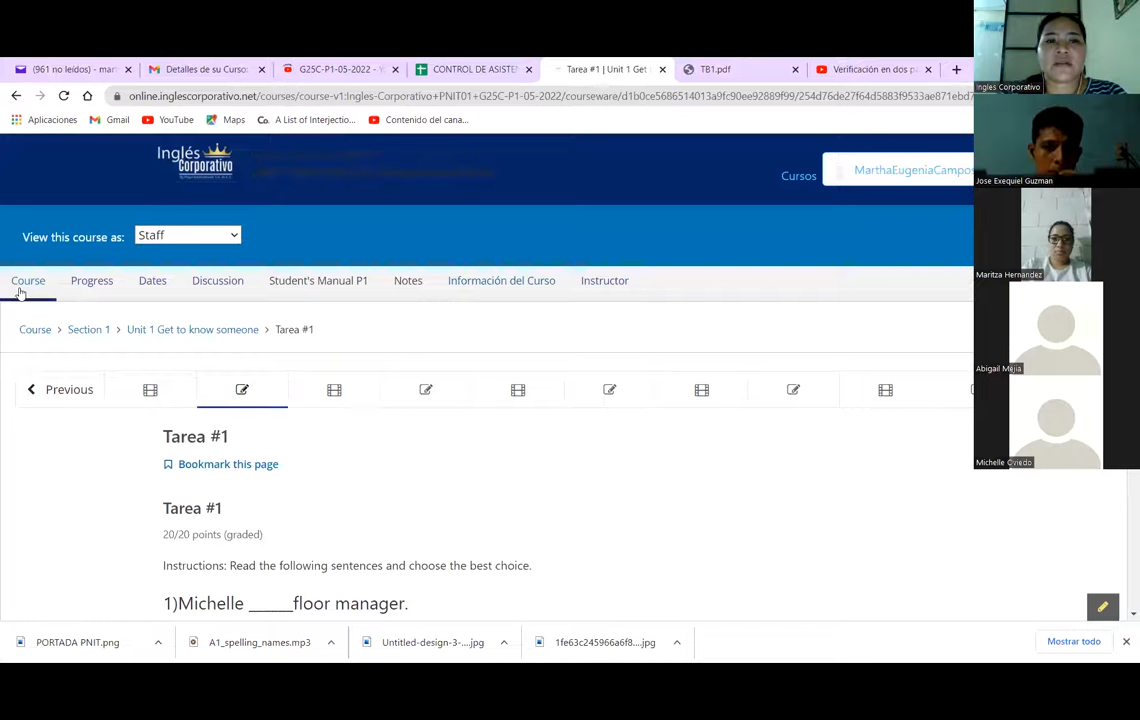 (961 no leídos) - mar
Detalles de su Curso:
G25C-P1-05-2022 - Y
CONTROL DE ASISTE
Tarea #1 | Unit 1 Get
TB1.pdf
Verificación en dos p
online.inglescorporativo.net/courses/course-v1:Ingles-Corporativo+PNIT01+G25C-P1-05-2022/courseware/d1b0ce5686514013a9fc90ee92889f99/254d76de27f64d5883f9533ae871ebd7
Aplicaciones
Gmail
YouTube
Maps
A List of Interjectio...
Contenido del cana...
Inglés
Corporativo
Cursos
MarthaEugeniaCampos
View this course as:
Staff
Course
Progress
Dates
Discussion
Student's Manual P1
Notes
Información del Curso
Instructor
Course > Section 1 > Unit 1 Get to know someone > Tarea #1
Previous
Tarea #1
Bookmark this page
Tarea #1
20/20 points (graded)
Instructions: Read the following sentences and choose the best choice.
1)Michelle ______floor manager.
PORTADA PNIT.png
A1_spelling_names.mp3
Untitled-design-3-....jpg
1fe63c245966a6f8....jpg
Mostrar todo
Ingles Corporativo
Jose Exequiel Guzman
Maritza Hernandez
Abigail Mejia
Michelle Oviedo